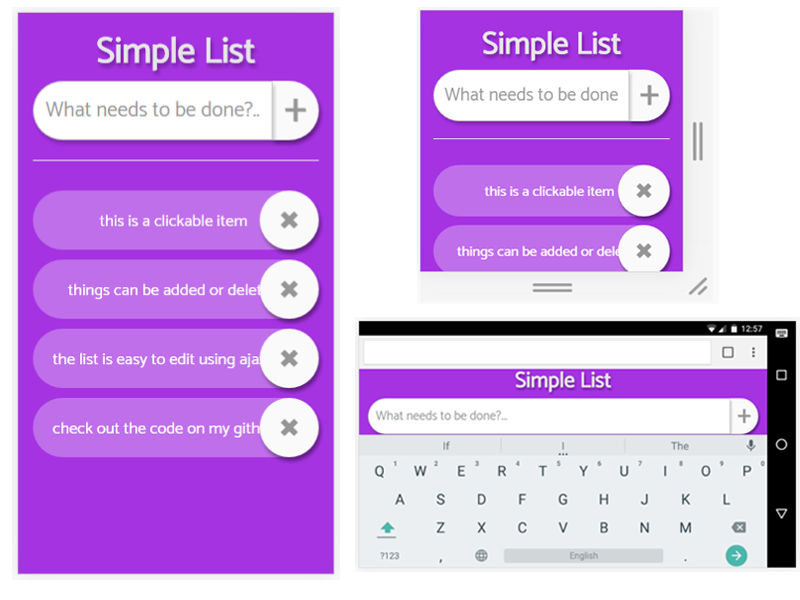 Simple List
What needs to be done?..
this is a clickable item
things can be added or delet
the list is easy to edit using aja
check out the code on my gith
Simple List
What needs to be done
this is a clickable item
things can be added or dele
12:57
Simple List
What needs to be done?...
If I The
Q 1 W 2 E 3 R 4 T 5 Y 6 U 7 I 8 O 9 P 0
A S D F G H J K L
Z X C V B N M
?123 , English .